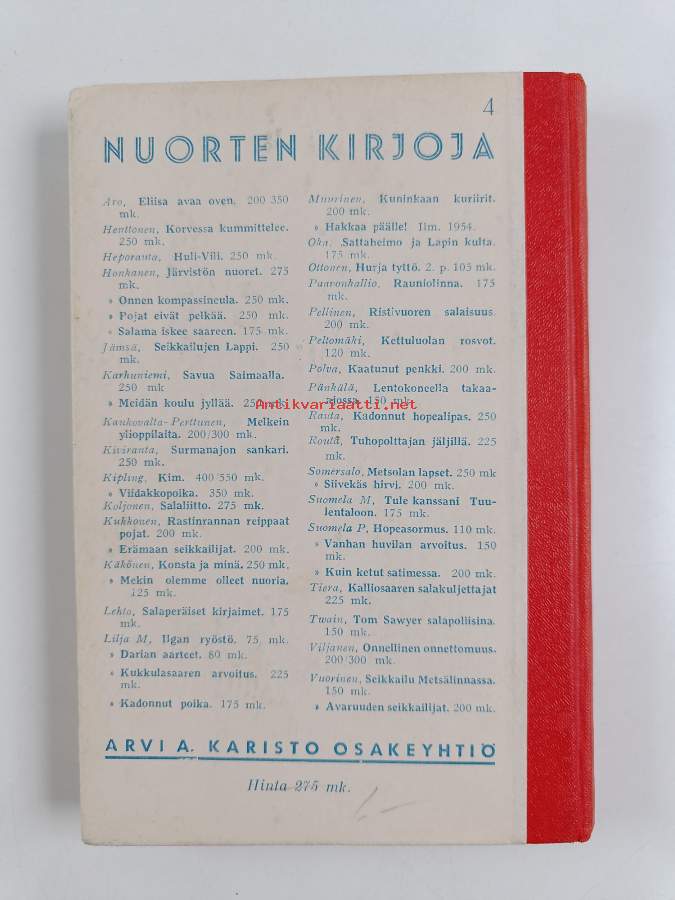 4
NUORTEN KIRJOJA
Aro, Eliisa avaa oven. 200/350
mk.
Henttonen, Korvessa kummittelee.
250 mk.
Heporauta, Huli-Vili. 250 mk.
Honkanen, Järvistön nuoret. 275
mk.
» Onnen kompassineula. 250 mk.
» Pojat eivät pelkää. 250 mk.
» Salama iskee saareen. 175 mk.
Jämsä, Seikkailujen Lappi. 250
mk.
Karhuniemi, Savua Saimaalla.
250 mk
» Meidän koulu jyllää. 250 mk.
Kaukovalta-Perttunen, Melkein
ylioppilaita. 200/300 mk.
Kiviranta, Surmanajon sankari.
250 mk.
Kipling, Kim. 400/550 mk.
» Viidakkopoika. 350 mk.
Koljonen, Salaliitto. 275 mk.
Kukkonen, Rastinrannan reippaat
pojat. 200 mk.
» Erämaan seikkailijat. 200 mk.
Käkönen, Konsta ja minä. 250 mk.
» Mekin olemme olleet nuoria.
125 mk.
Lehto, Salaperäiset kirjaimet. 175
mk.
Lilja M, Ilgan ryöstö. 75 mk.
» Darian aarteet. 80 mk.
» Kukkulasaaren arvoitus. 225
mk.
» Kadonnut poika. 175 mk.
Muurinen, Kuninkaan kuriirit.
200 mk.
» Hakkaa päälle! Ilm. 1954.
Oka, Sattaheimo ja Lapin kulta.
175 mk.
Ottonen, Hurja tyttö. 2. p. 105 mk.
Paaronkallio, Rauniolinna. 175
mk.
Pellinen, Ristivuoren salaisuus.
200 mk.
Peltomäki, Kettuluolan rosvot.
120 mk.
Polva, Kaatunut penkki. 200 mk.
Pänkälä, Lentokoneella takaa-
ajossa. 150 mk.
Rauta, Kadonnut hopealipas. 250
mk.
Routa, Tuhopolttajan jäljillä. 225
mk.
Somersalo, Metsolan lapset. 250 mk
» Siivekäs hirvi. 200 mk.
Suomela M, Tule kanssani Tuu-
lentaloon. 175 mk.
Suomela P, Hopeasormus. 110 mk.
» Vanhan huvilan arvoitus. 150
mk.
» Kuin ketut satimessa. 200 mk.
Tiera, Kalliosaaren salakuljettajat
225 mk.
Twain, Tom Sawyer salapoliisina.
150 mk.
Viljanen, Onnellinen onnettomuus.
200/300 mk.
Vuorinen, Seikkailu Metsälinnassa.
150 mk.
» Avaruuden seikkailijat. 200 mk.
Antikvariaatti.net
ARVI A. KARISTO OSAKEYHTIÖ
Hinta 275 mk.
1/-